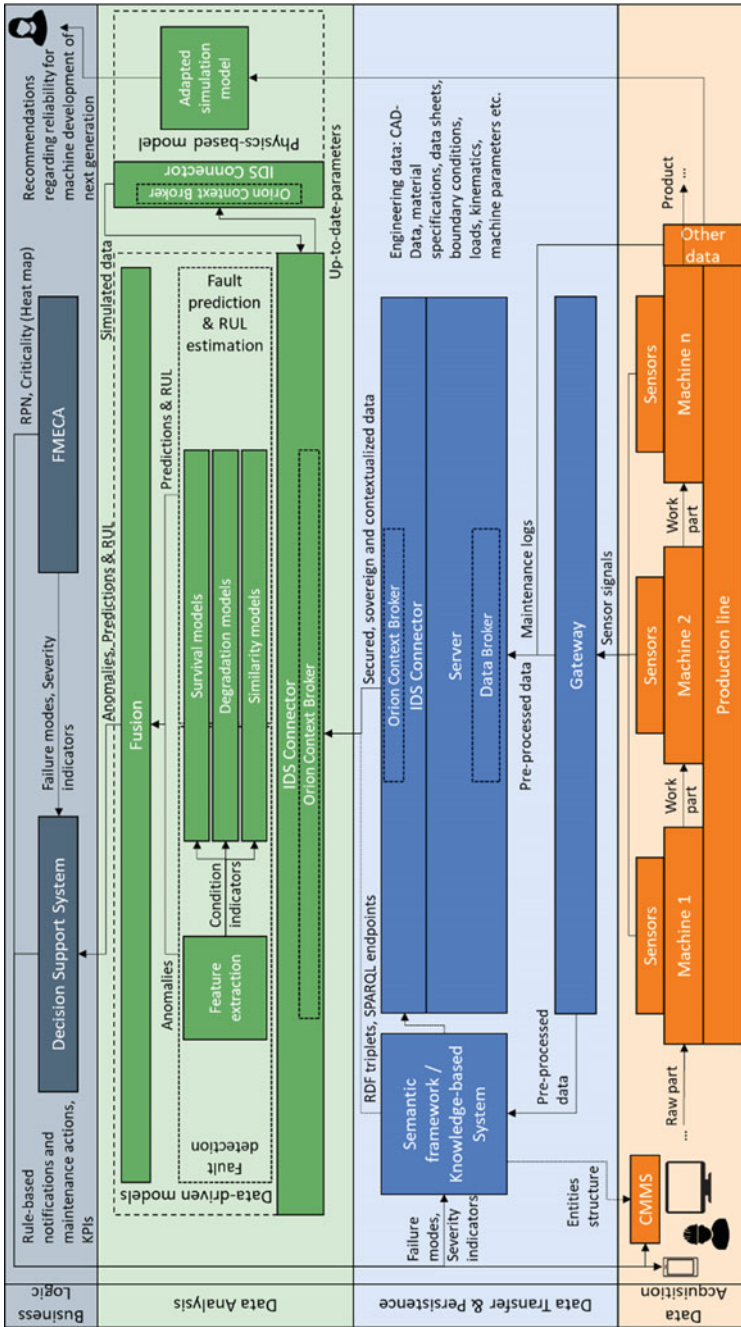 Business
Logic
Rule-based
notifications and
maintenance actions,
KPIs
Decision Support System
Failure modes, Severity
indicators
FMECA
RPN, Criticality (Heat map)
Recommendations
regarding reliability for
machine development of
next generation
Data Analysis
Data-driven models
Fusion
Anomalies, Predictions & RUL
Simulated data
Fault
detection
Anomalies
Feature
extraction
Condition
indicators
Survival models
Degradation models
Similarity models
Predictions & RUL
Fault
prediction
& RUL
estimation
IDS Connector
Orion Context Broker
Orion Context Broker
IDS Connector
Physics-based model
Adapted
simulation
model
Up-to-date-parameters
Data Transfer & Persistence
Failure
modes,
Severity
indicators
Semantic
framework /
Knowledge-based
System
RDF triplets, SPARQL endpoints
Secured, sovereign and contextualized data
Orion Context Broker
IDS Connector
Server
Data Broker
Engineering data: CAD-
Data, material
specifications, data sheets,
boundary conditions,
loads, kinematics,
machine parameters etc.
Pre-processed
data
Pre-processed data
Maintenance logs
Gateway
Entities
structure
Sensor signals
Data
Acquisition
CMMS
... Raw part
Sensors
Machine 1
Work
part
Sensors
Machine 2
Work
part
Sensors
Machine n
Other
data
Product
...
Production line